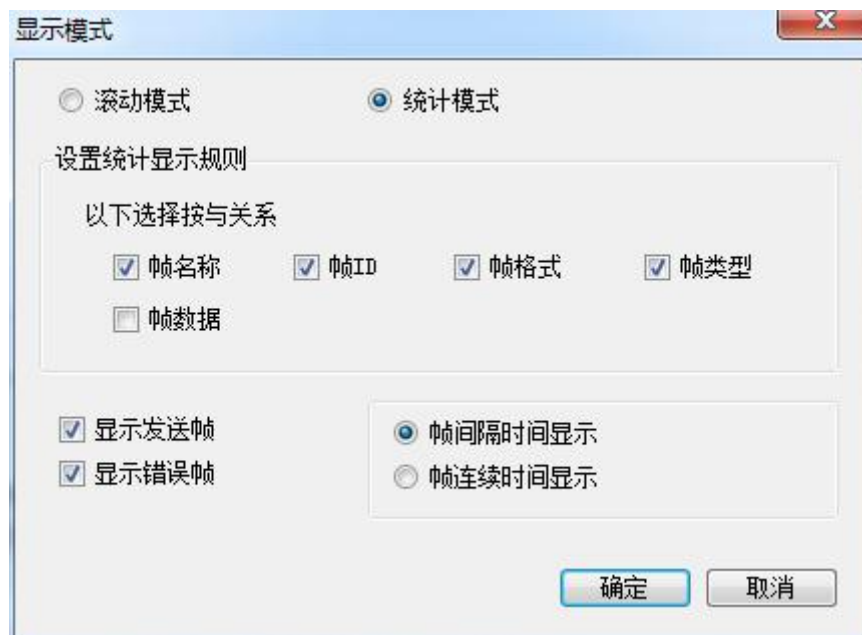 显示模式
滚动模式 统计模式
设置统计显示规则
以下选择按与关系
帧名称 帧ID 帧格式 帧类型
帧数据
显示发送帧 帧间隔时间显示
显示错误帧 帧连续时间显示
确定 取消